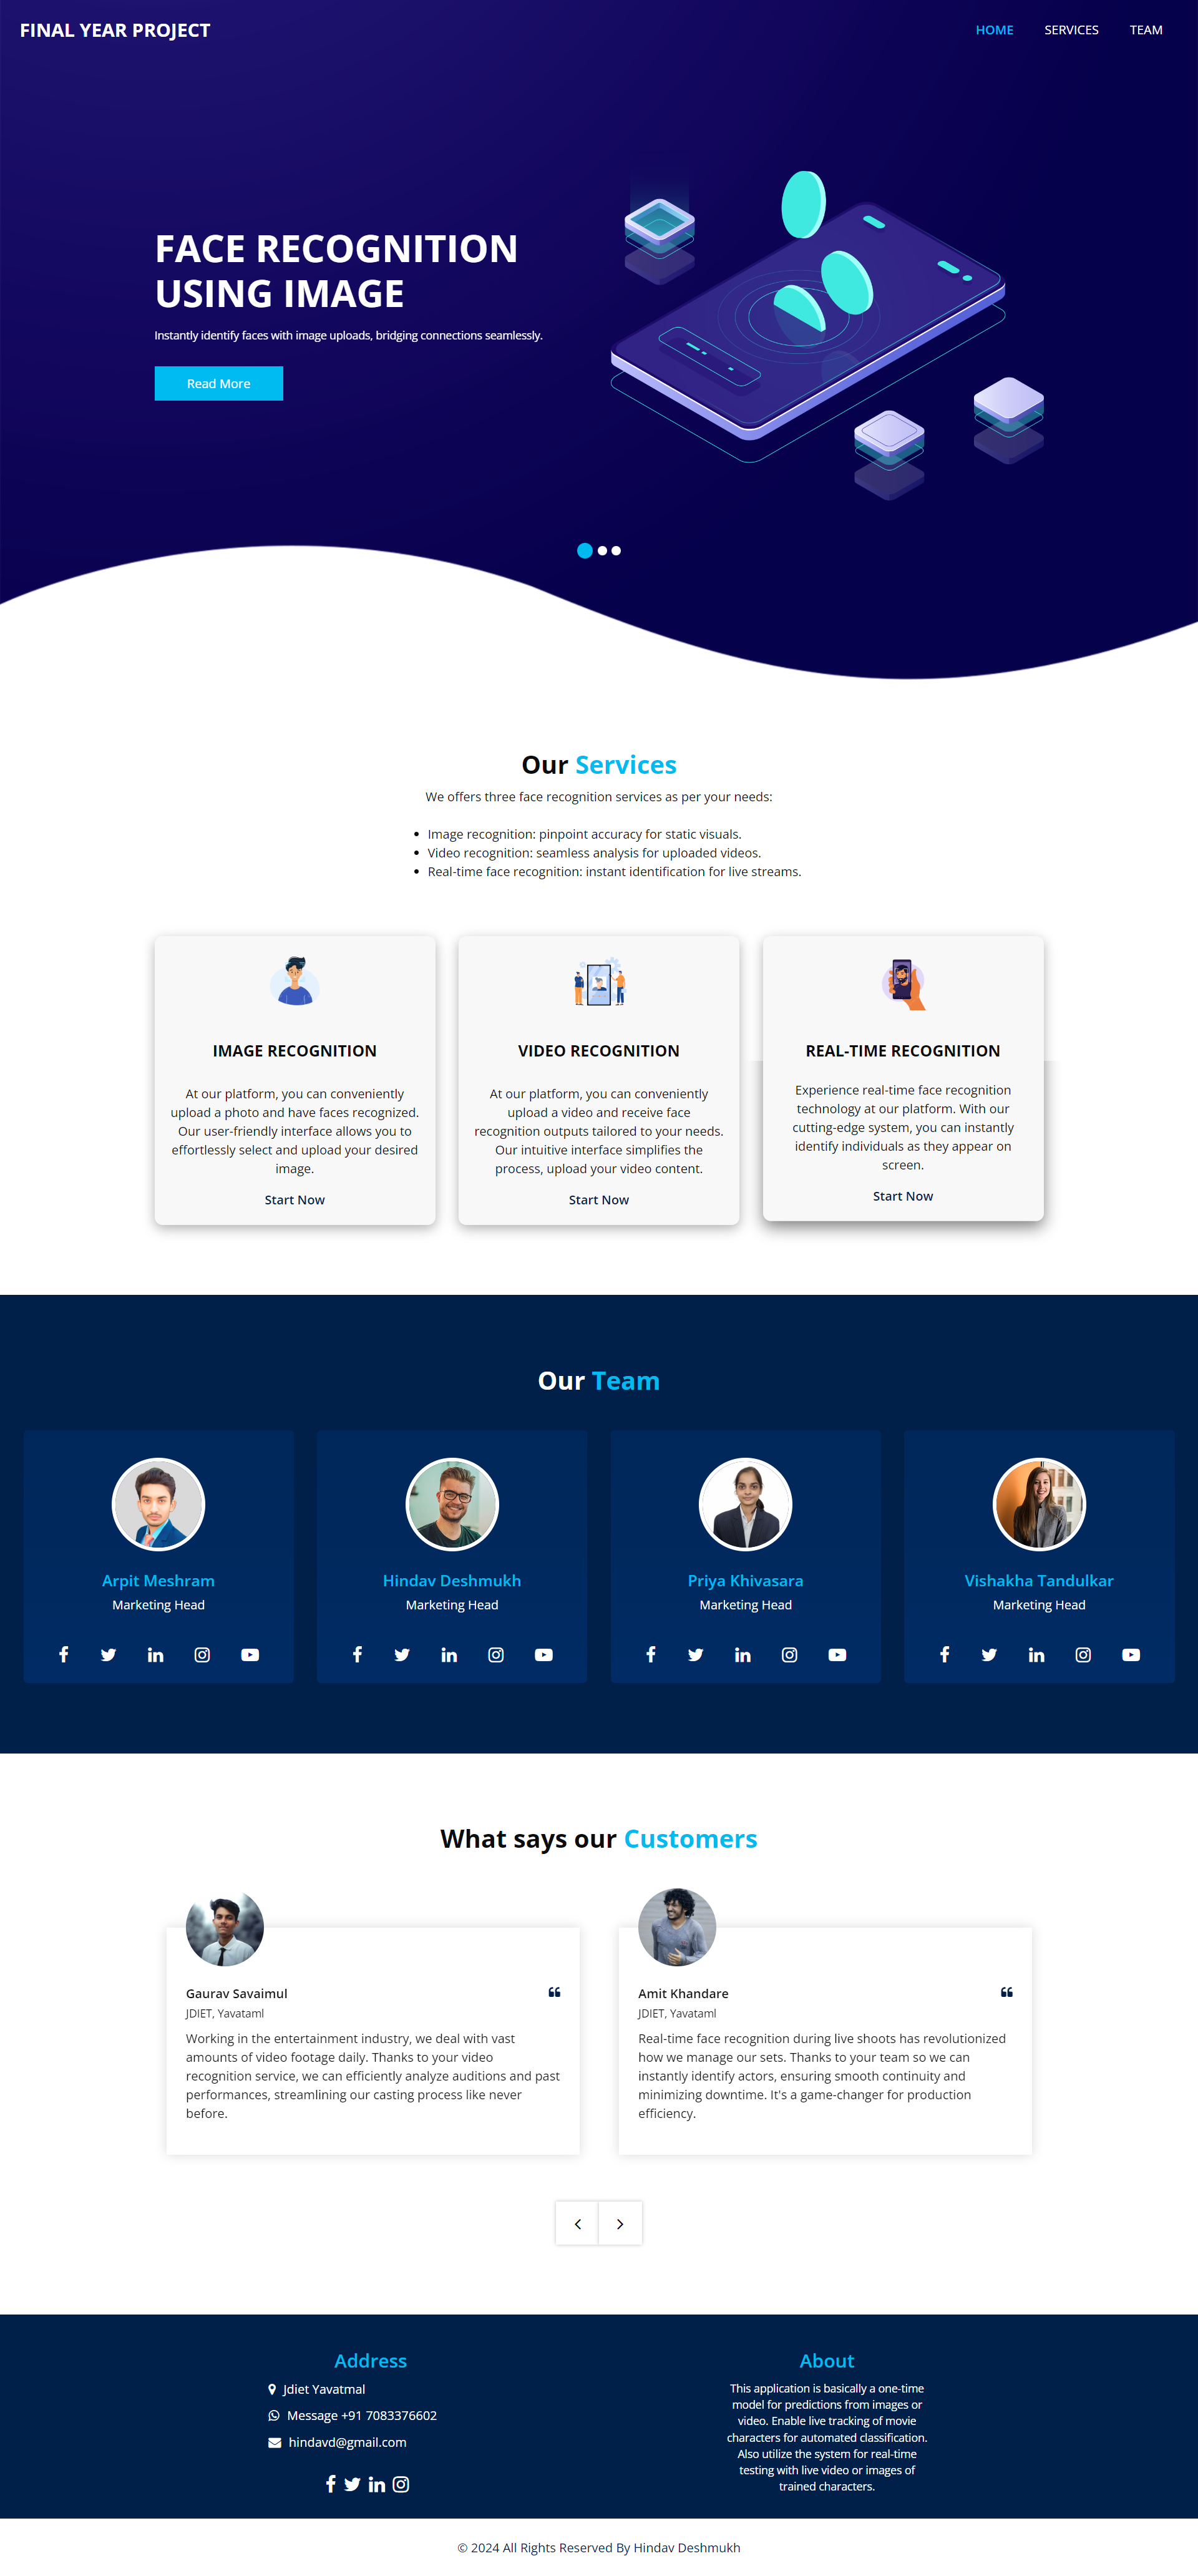 FINAL YEAR PROJECT
HOME SERVICES TEAM
FACE RECOGNITION
USING IMAGE
Instantly identify faces with image uploads, bridging connections seamlessly.
Read More
Our Services
We offers three face recognition services as per your needs:
Image recognition: pinpoint accuracy for static visuals.
Video recognition: seamless analysis for uploaded videos.
Real-time face recognition: instant identification for live streams.
IMAGE RECOGNITION
At our platform, you can conveniently
upload a photo and have faces recognized.
Our user-friendly interface allows you to
effortlessly select and upload your desired
image.
Start Now
VIDEO RECOGNITION
At our platform, you can conveniently
upload a video and receive face
recognition outputs tailored to your needs.
Our intuitive interface simplifies the
process, upload your video content.
Start Now
REAL-TIME RECOGNITION
Experience real-time face recognition
technology at our platform. With our
cutting-edge system, you can instantly
identify individuals as they appear on
screen.
Start Now
Our Team
Arpit Meshram
Marketing Head
Hindav Deshmukh
Marketing Head
Priya Khivasara
Marketing Head
Vishakha Tandulkar
Marketing Head
What says our Customers
Gaurav Savaimul
JDIET, Yavataml
Working in the entertainment industry, we deal with vast
amounts of video footage daily. Thanks to your video
recognition service, we can efficiently analyze auditions and past
performances, streamlining our casting process like never
before.
Amit Khandare
JDIET, Yavataml
Real-time face recognition during live shoots has revolutionized
how we manage our sets. Thanks to your team so we can
instantly identify actors, ensuring smooth continuity and
minimizing downtime. It's a game-changer for production
efficiency.
Address
Jdiet Yavatmal
Message +91 7083376602
hindavd@gmail.com
About
This application is basically a one-time
model for predictions from images or
video. Enable live tracking of movie
characters for automated classification.
Also utilize the system for real-time
testing with live video or images of
trained characters.
© 2024 All Rights Reserved By Hindav Deshmukh